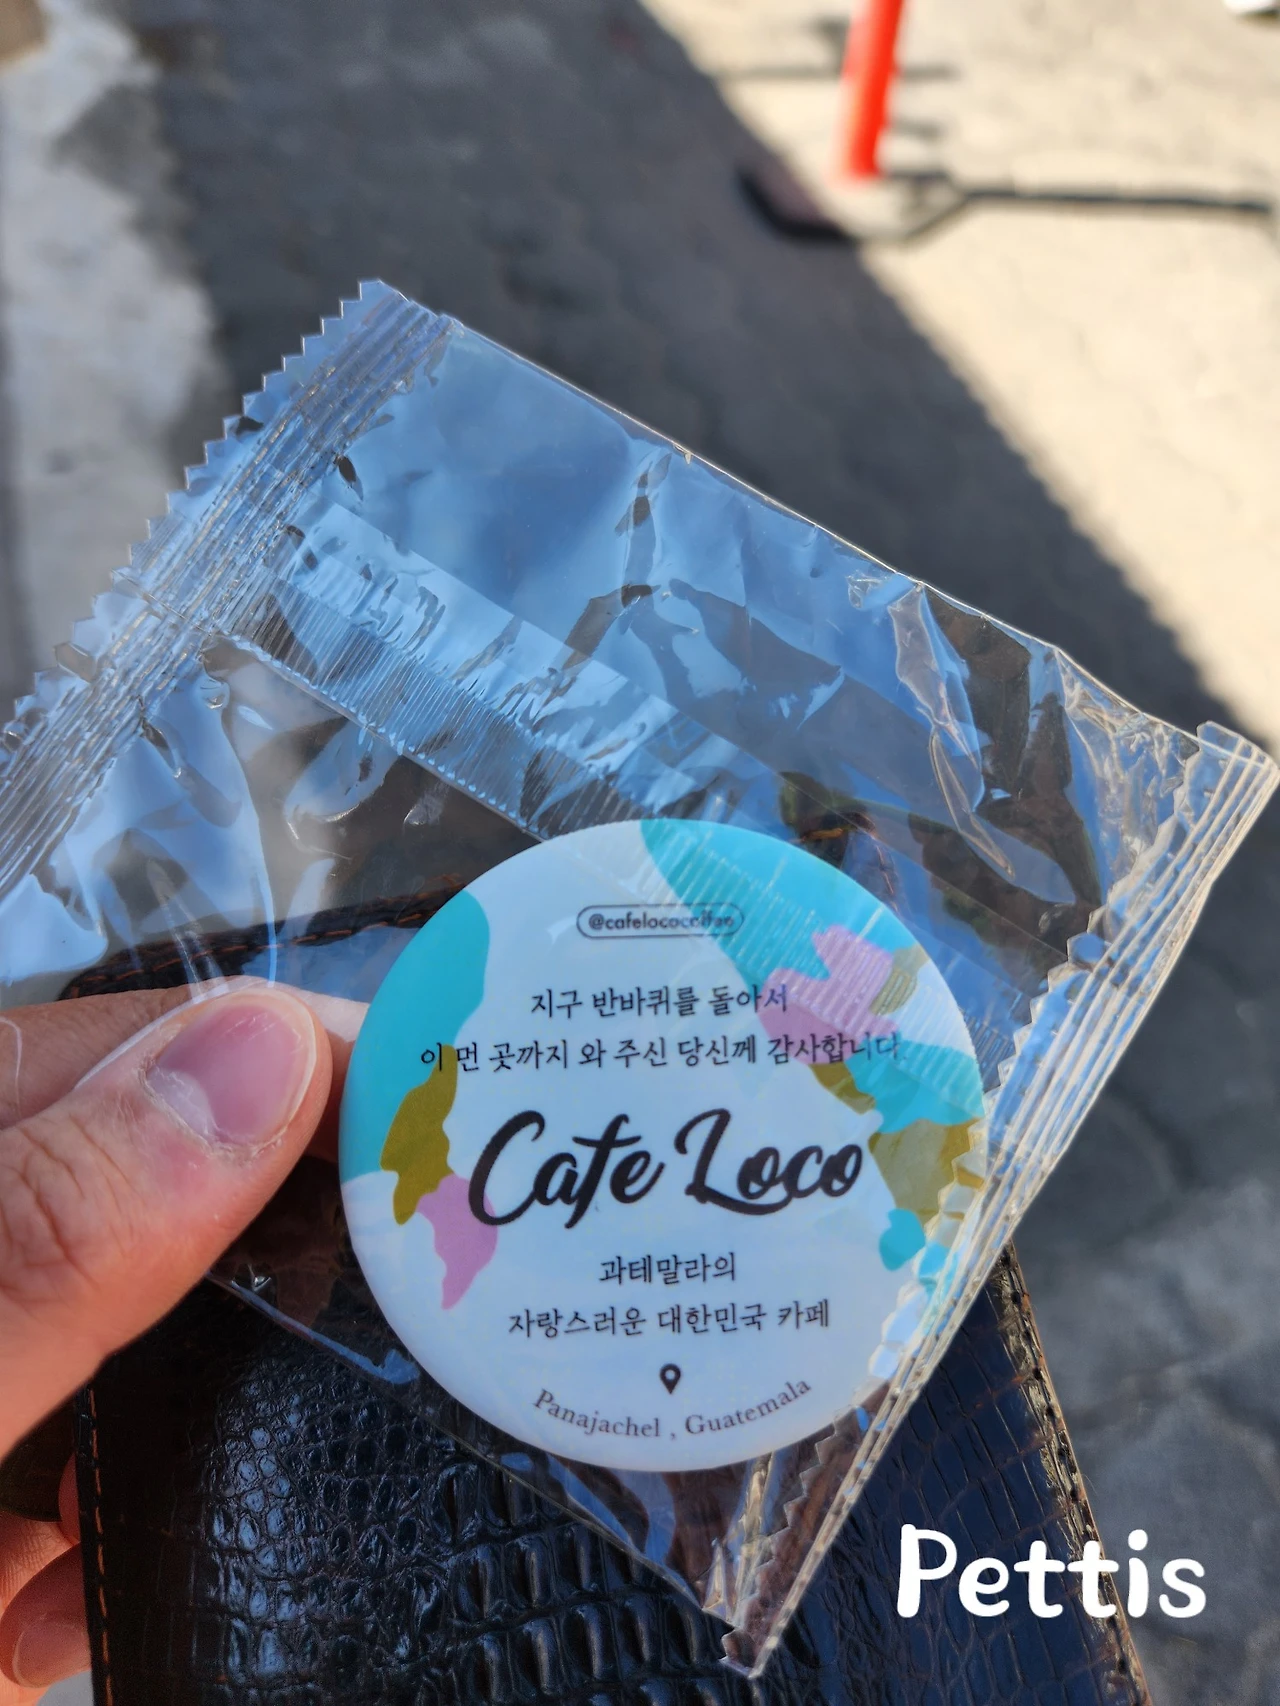 @cafelococoffee
지구 반바퀴를 돌아서
이 먼 곳까지 와 주신 당신께 감사합니다.
Cafe Loco
과테말라의
자랑스러운 대한민국 카페
Panajachel , Guatemala
Pettis